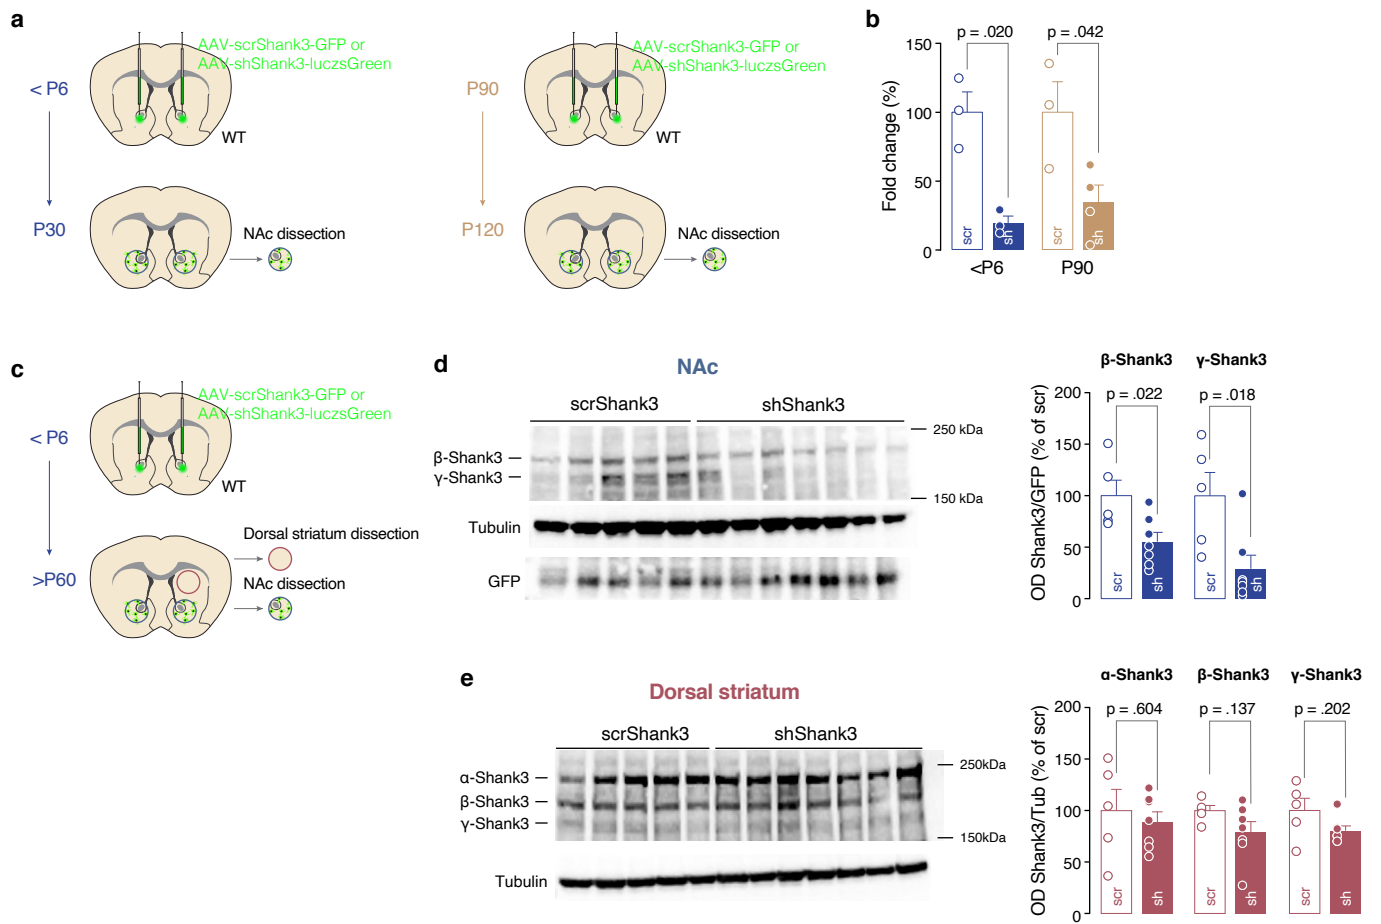 a
AAV-scrShank3-GFP or
AAV-shShank3-luczsGreen
< P6
WT
P30
NAc dissection
AAV-scrShank3-GFP or
AAV-shShank3-luczsGreen
P90
WT
P120
NAc dissection
b
p = .020
p = .042
Fold change (%)
150
100
50
0
scr
sh
scr
sh
<P6
P90
c
AAV-scrShank3-GFP or
AAV-shShank3-luczsGreen
< P6
WT
Dorsal striatum dissection
>P60
NAc dissection
d
NAc
scrShank3
shShank3
250 kDa
β-Shank3
γ-Shank3
150 kDa
Tubulin
GFP
β-Shank3
γ-Shank3
OD Shank3/GFP (% of scr)
200
150
100
50
0
p = .022
p = .018
scr
sh
scr
sh
e
Dorsal striatum
scrShank3
shShank3
250kDa
α-Shank3
β-Shank3
γ-Shank3
150kDa
Tubulin
α-Shank3
β-Shank3
γ-Shank3
OD Shank3/Tub (% of scr)
200
150
100
50
0
p = .604
p = .137
p = .202
scr
sh
scr
sh
scr
sh